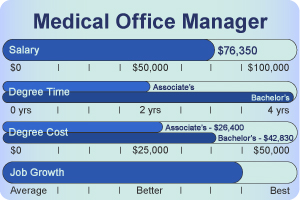 Medical Office Manager
Salary $76,350
$0 $50,000 $100,000
Degree Time Associate's
Bachelor's
0 yrs 2 yrs 4 yrs
Degree Cost Associate's - $26,400
Bachelor's - $42,830
$0 $25,000 $50,000
Job Growth
Average Better Best